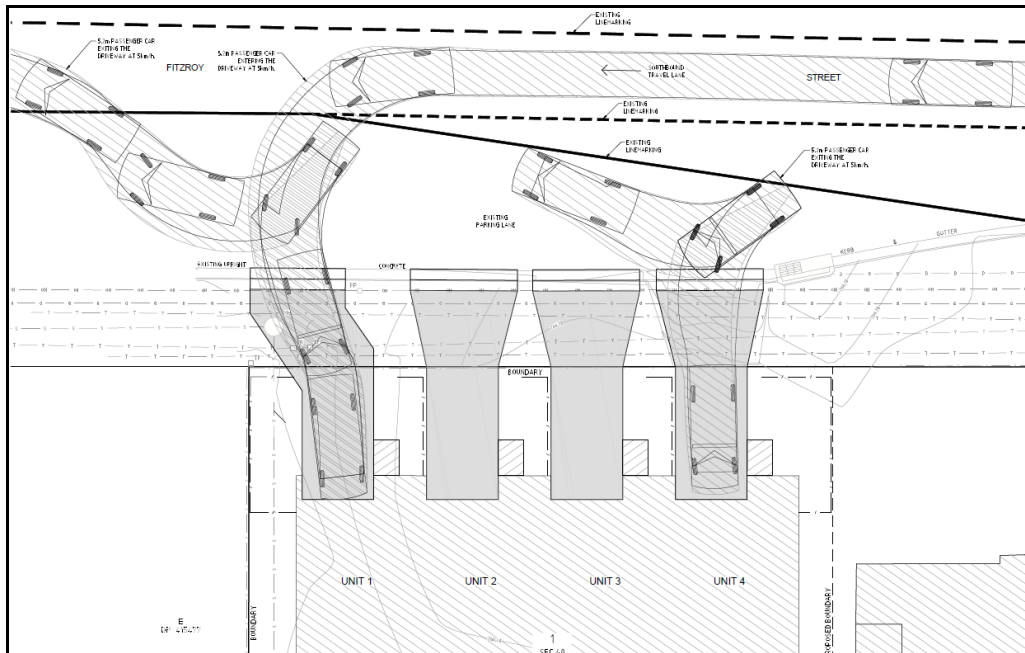 EXISTING
LINEMARKING
5.2m PASSENGER CAR
EXITING THE
DRIVEWAY AT 5km/h.
5.2m PASSENGER CAR
ENTERING THE
DRIVEWAY AT 5km/h.
FITZROY
SOUTHBOUND
TRAVEL LANE
STREET
EXISTING
LINEMARKING
EXISTING
LINEMARKING
5.2m PASSENGER CAR
EXITING THE
DRIVEWAY AT 5km/h.
EXISTING
PARKING LANE
KERB & GUTTER
EXISTING UPRIGHT
CONCRETE
PP
BOUNDARY
UNIT 1
UNIT 2
UNIT 3
UNIT 4
BOUNDARY
PROPOSED BOUNDARY
E
1